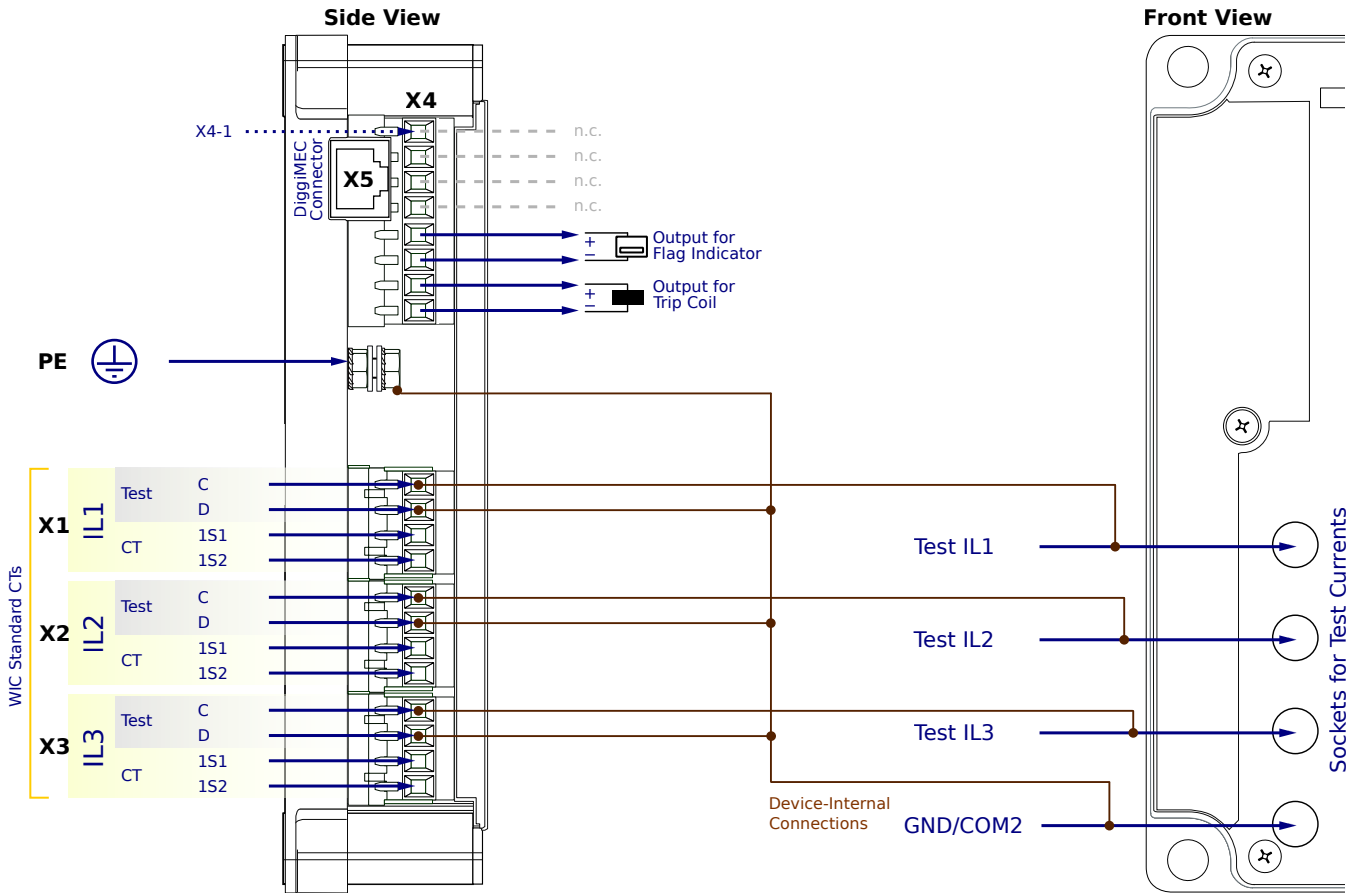 Side View
Front View
X4
X4-1
n.c.
n.c.
n.c.
n.c.
DiggiMEC
Connector
X5
+
−
Output for
Flag Indicator
+
−
Output for
Trip Coil
PE
WIC Standard CTs
X1
IL1
Test
C
D
CT
1S1
1S2
X2
IL2
Test
C
D
CT
1S1
1S2
X3
IL3
Test
C
D
CT
1S1
1S2
Test IL1
Test IL2
Test IL3
Device-Internal
Connections
GND/COM2
Sockets for Test Currents